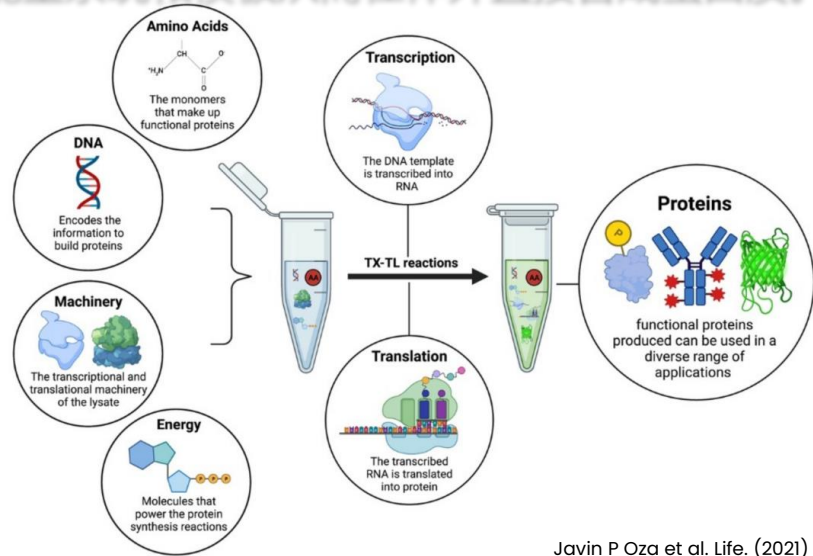 Amino Acids
CH
O⁻
⁺H₃N
C
O
The monomers
that make up
functional proteins
DNA
Encodes the
information to
build proteins
Machinery
The transcriptional and
translational machinery
of the lysate
Energy
P P P
Molecules that
power the protein
synthesis reactions
AA
Transcription
The DNA template
is transcribed into
RNA
TX-TL reactions
Translation
The transcribed
RNA is translated
into protein
AA
Proteins
P
functional proteins
produced can be used in a
diverse range of
applications
Javin P Oza et al. Life. (2021)